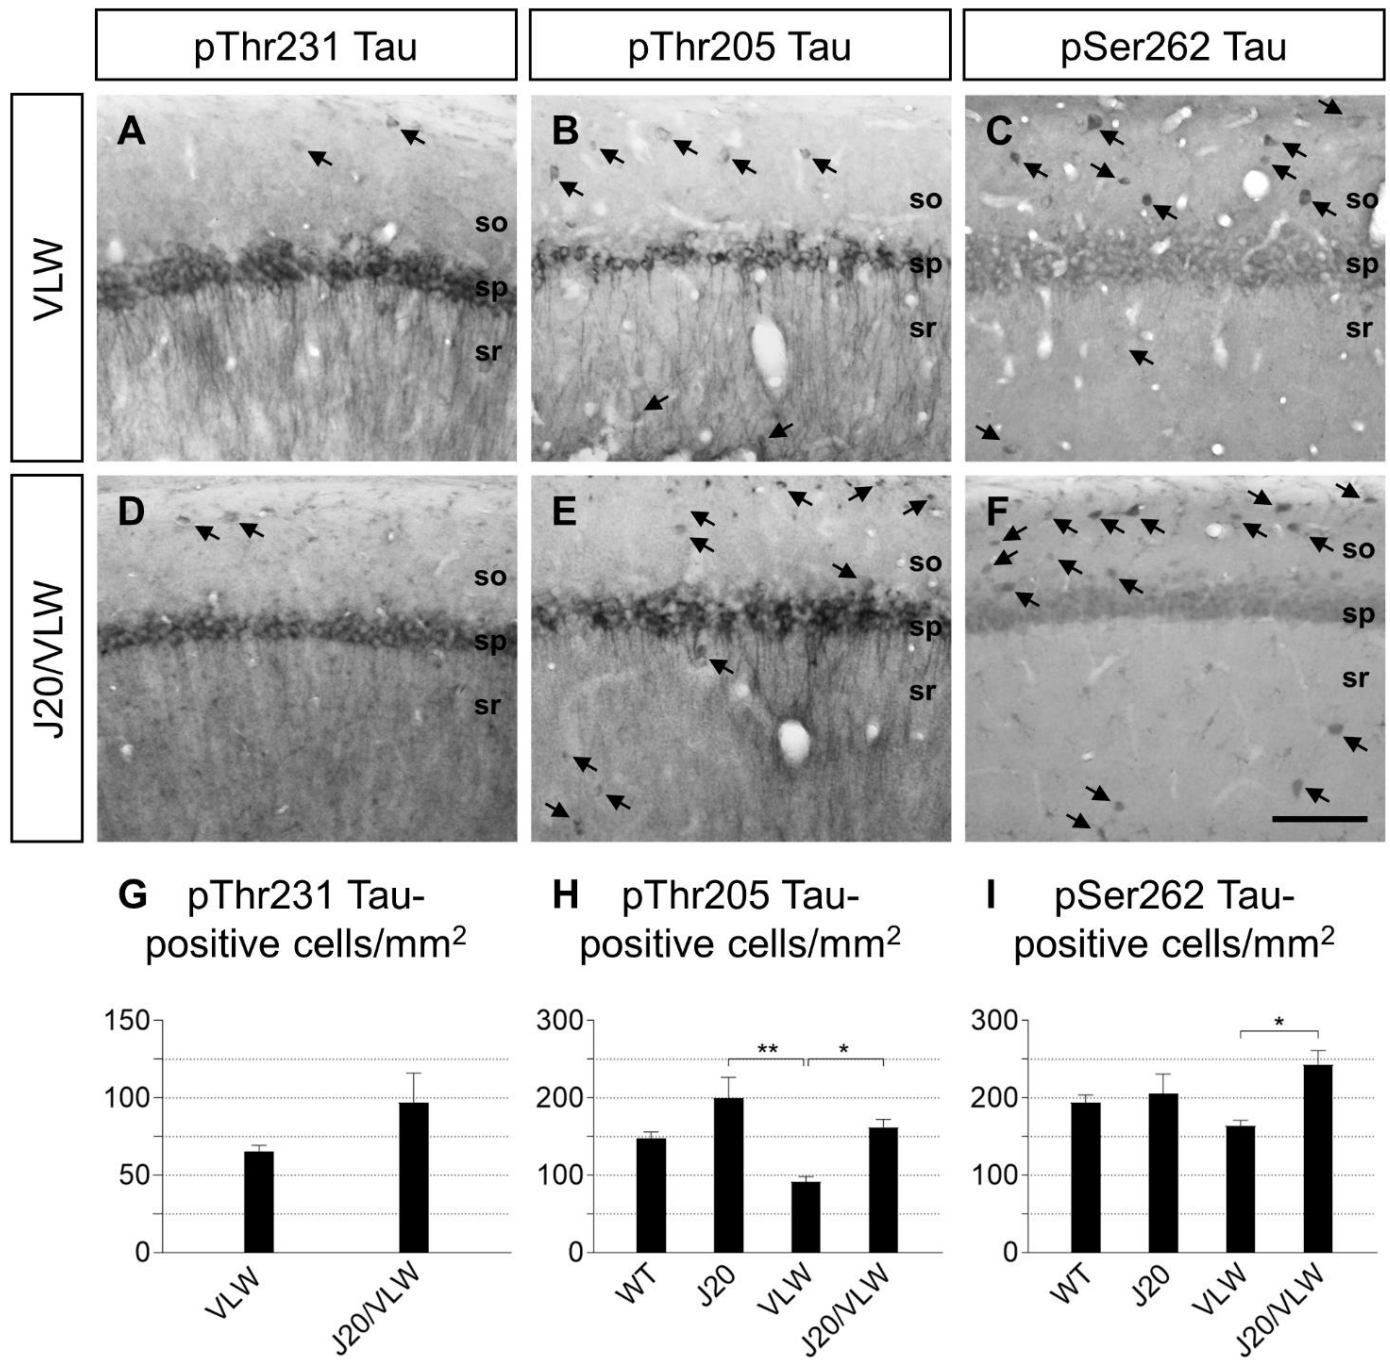 pThr231 Tau
pThr205 Tau
pSer262 Tau
VLW
A
so
sp
sr
B
so
sp
sr
C
so
sp
sr
J20/VLW
D
so
sp
sr
E
so
sp
sr
F
so
sp
sr
G pThr231 Tau-
positive cells/mm²
150
100
50
0
VLW
J20/VLW
H pThr205 Tau-
positive cells/mm²
300
200
100
0
** *
WT
J20
VLW
J20/VLW
I pSer262 Tau-
positive cells/mm²
300
200
100
0
*
WT
J20
VLW
J20/VLW